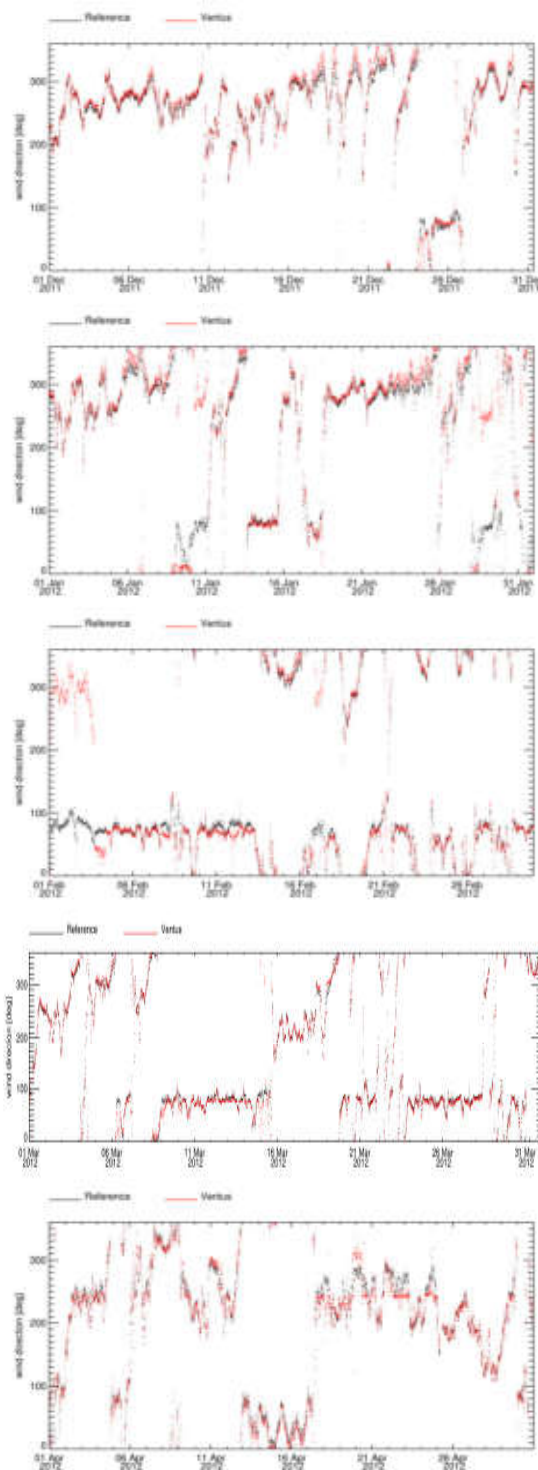 Reference Ventus
wind direction [deg]
300
200
100
0
01 Dec 2011
06 Dec 2011
11 Dec 2011
16 Dec 2011
21 Dec 2011
26 Dec 2011
31 Dec 2011
Reference Ventus
wind direction [deg]
300
200
100
0
01 Jan 2012
06 Jan 2012
11 Jan 2012
16 Jan 2012
21 Jan 2012
26 Jan 2012
31 Jan 2012
Reference Ventus
wind direction [deg]
300
200
100
0
01 Feb 2012
06 Feb 2012
11 Feb 2012
16 Feb 2012
21 Feb 2012
26 Feb 2012
Reference Ventus
wind direction [deg]
300
200
100
0
01 Mar 2012
06 Mar 2012
11 Mar 2012
16 Mar 2012
21 Mar 2012
26 Mar 2012
31 Mar 2012
Reference Ventus
wind direction [deg]
300
200
100
0
01 Apr 2012
06 Apr 2012
11 Apr 2012
16 Apr 2012
21 Apr 2012
26 Apr 2012